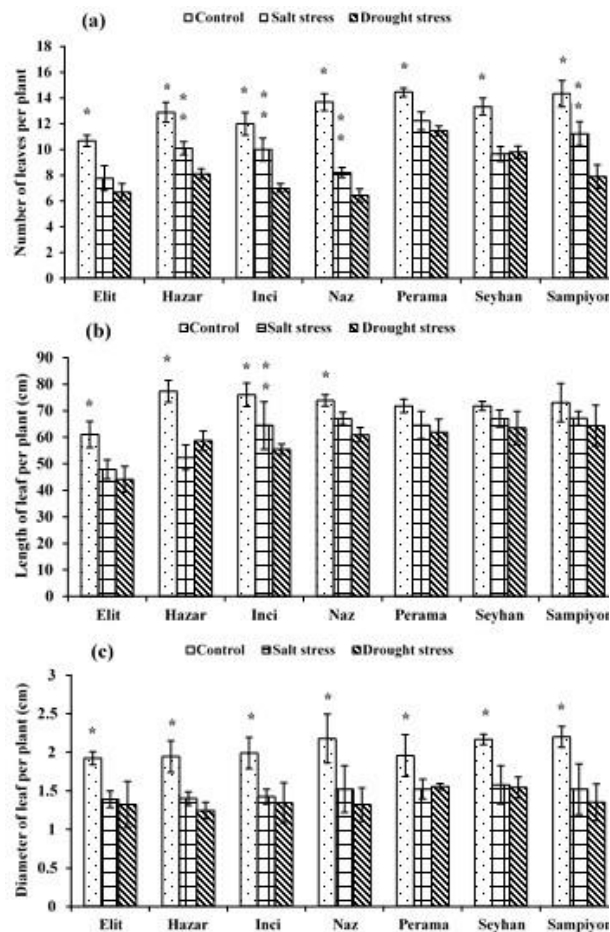 (a)
Control Salt stress Drought stress
Number of leaves per plant
18
16
14
12
10
8
6
4
2
0
Elit Hazar Inci Naz Perama Seyhan Sampiyon
(b)
Control Salt stress Drought stress
Length of leaf per plant (cm)
90
80
70
60
50
40
30
20
10
0
Elit Hazar Inci Naz Perama Seyhan Sampiyon
(c)
Control Salt stress Drought stress
Diameter of leaf per plant (cm)
3
2.5
2
1.5
1
0.5
0
Elit Hazar Inci Naz Perama Seyhan Sampiyon